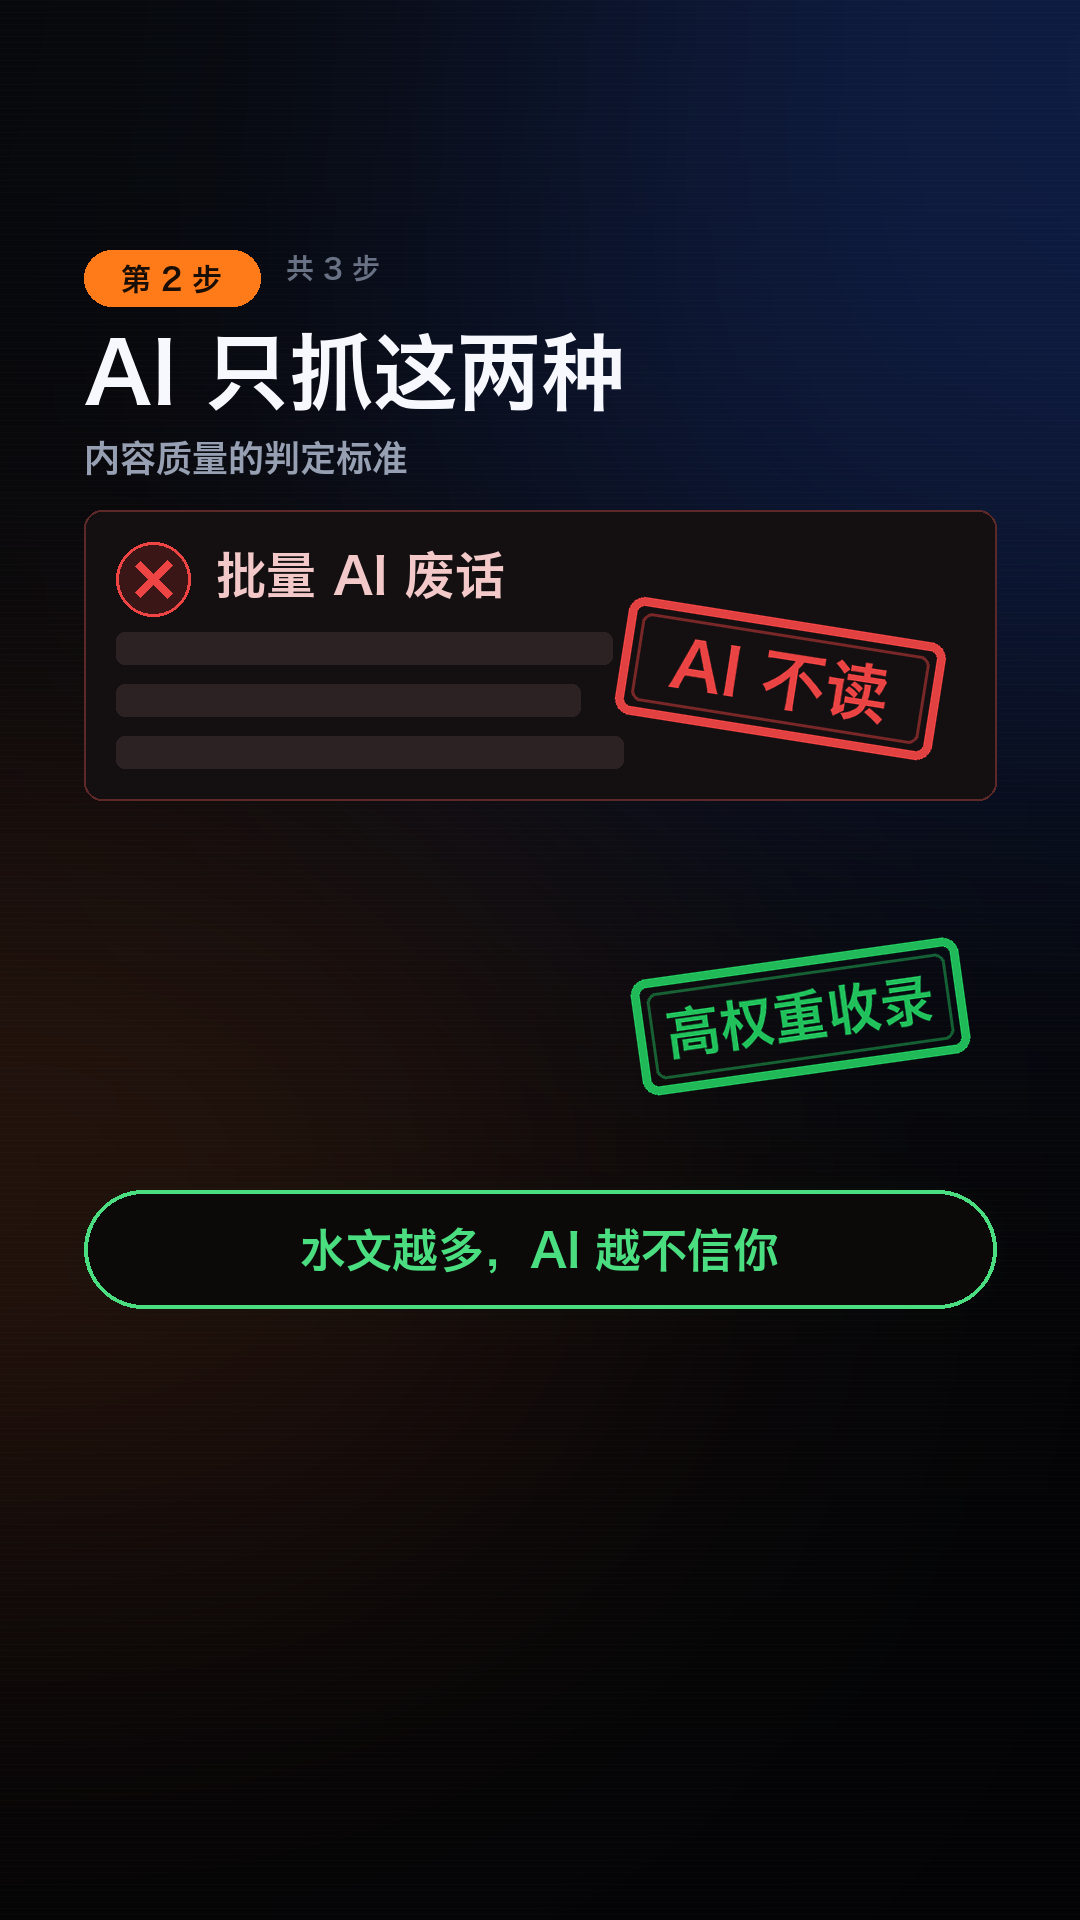 第 2 步
共 3 步
AI 只抓这两种
内容质量的判定标准
批量 AI 废话
AI 不读
高权重收录
水文越多，AI 越不信你